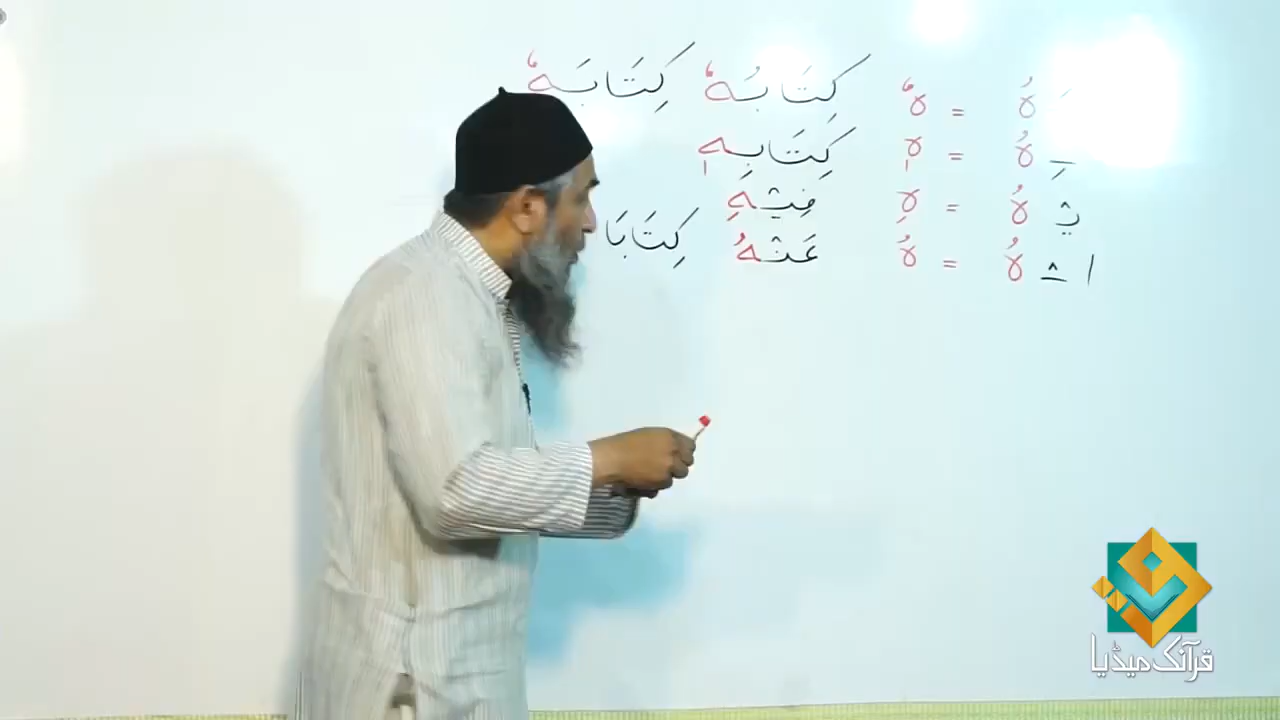 َ هُ = هٗ كِتَابُهٗ كِتَابَهٗ
ـِ هُ = هٖ كِتَابِهٖ
يْ هُ = هِ فِيْهِ
ا ـْ هُ = هُ عَنْهُ كِتَابَا
قرآنک میڈیا